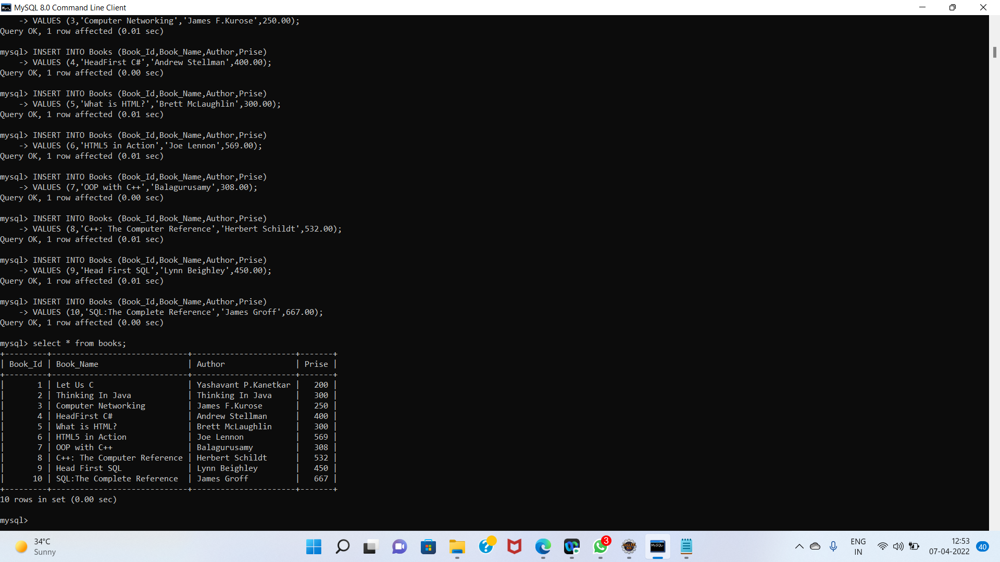 MySQL 8.0 Command Line Client
    -> VALUES (3,'Computer Networking','James F.Kurose',250.00);
Query OK, 1 row affected (0.01 sec)

mysql> INSERT INTO Books (Book_Id,Book_Name,Author,Prise)
    -> VALUES (4,'HeadFirst C#','Andrew Stellman',400.00);
Query OK, 1 row affected (0.00 sec)

mysql> INSERT INTO Books (Book_Id,Book_Name,Author,Prise)
    -> VALUES (5,'What is HTML?','Brett McLaughlin',300.00);
Query OK, 1 row affected (0.01 sec)

mysql> INSERT INTO Books (Book_Id,Book_Name,Author,Prise)
    -> VALUES (6,'HTML5 in Action','Joe Lennon',569.00);
Query OK, 1 row affected (0.01 sec)

mysql> INSERT INTO Books (Book_Id,Book_Name,Author,Prise)
    -> VALUES (7,'OOP with C++','Balagurusamy',308.00);
Query OK, 1 row affected (0.00 sec)

mysql> INSERT INTO Books (Book_Id,Book_Name,Author,Prise)
    -> VALUES (8,'C++: The Computer Reference','Herbert Schildt',532.00);
Query OK, 1 row affected (0.01 sec)

mysql> INSERT INTO Books (Book_Id,Book_Name,Author,Prise)
    -> VALUES (9,'Head First SQL','Lynn Beighley',450.00);
Query OK, 1 row affected (0.01 sec)

mysql> INSERT INTO Books (Book_Id,Book_Name,Author,Prise)
    -> VALUES (10,'SQL:The Complete Reference','James Groff',667.00);
Query OK, 1 row affected (0.00 sec)

mysql> select * from books;
+---------+-----------------------------+----------------------+-------+
| Book_Id | Book_Name                   | Author               | Prise |
+---------+-----------------------------+----------------------+-------+
|       1 | Let Us C                    | Yashavant P.Kanetkar |   200 |
|       2 | Thinking In Java            | Thinking In Java     |   300 |
|       3 | Computer Networking         | James F.Kurose       |   250 |
|       4 | HeadFirst C#                | Andrew Stellman      |   400 |
|       5 | What is HTML?               | Brett McLaughlin     |   300 |
|       6 | HTML5 in Action             | Joe Lennon           |   569 |
|       7 | OOP with C++                | Balagurusamy         |   308 |
|       8 | C++: The Computer Reference | Herbert Schildt      |   532 |
|       9 | Head First SQL              | Lynn Beighley        |   450 |
|      10 | SQL:The Complete Reference  | James Groff          |   667 |
+---------+-----------------------------+----------------------+-------+
10 rows in set (0.00 sec)

mysql>
34°C
Sunny
3
MySQL>
ENG
IN
12:53
07-04-2022
40